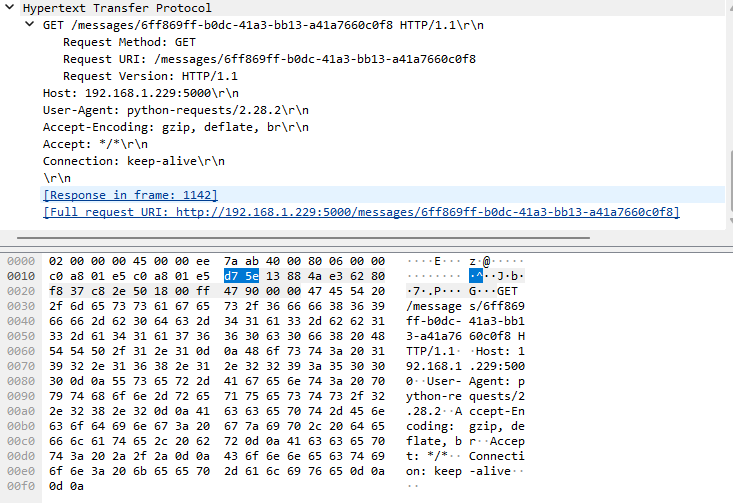 Hypertext Transfer Protocol
GET /messages/6ff869ff-b0dc-41a3-bb13-a41a7660c0f8 HTTP/1.1\r\n
Request Method: GET
Request URI: /messages/6ff869ff-b0dc-41a3-bb13-a41a7660c0f8
Request Version: HTTP/1.1
Host: 192.168.1.229:5000\r\n
User-Agent: python-requests/2.28.2\r\n
Accept-Encoding: gzip, deflate, br\r\n
Accept: */*\r\n
Connection: keep-alive\r\n
\r\n
[Response in frame: 1142]
[Full request URI: http://192.168.1.229:5000/messages/6ff869ff-b0dc-41a3-bb13-a41a7660c0f8]
0000 02 00 00 00 45 00 00 ee 7a ab 40 00 80 06 00 00 ····E··· z·@·····
0010 c0 a8 01 e5 c0 a8 01 e5 d7 5e 13 88 4a e3 62 80 ········ ·^··J·b·
0020 f8 37 c8 2e 50 18 00 ff 47 90 00 00 47 45 54 20 ·7·.P··· G···GET
0030 2f 6d 65 73 73 61 67 65 73 2f 36 66 66 38 36 39 /message s/6ff869
0040 66 66 2d 62 30 64 63 2d 34 31 61 33 2d 62 62 31 ff-b0dc- 41a3-bb1
0050 33 2d 61 34 31 61 37 36 36 30 63 30 66 38 20 48 3-a41a76 60c0f8 H
0060 54 54 50 2f 31 2e 31 0d 0a 48 6f 73 74 3a 20 31 TTP/1.1· ·Host: 1
0070 39 32 2e 31 36 38 2e 31 2e 32 32 39 3a 35 30 30 92.168.1 .229:500
0080 30 0d 0a 55 73 65 72 2d 41 67 65 6e 74 3a 20 70 0··User- Agent: p
0090 79 74 68 6f 6e 2d 72 65 71 75 65 73 74 73 2f 32 ython-re quests/2
00a0 2e 32 38 2e 32 0d 0a 41 63 63 65 70 74 2d 45 6e .28.2··A ccept-En
00b0 63 6f 64 69 6e 67 3a 20 67 7a 69 70 2c 20 64 65 coding: gzip, de
00c0 66 6c 61 74 65 2c 20 62 72 0d 0a 41 63 63 65 70 flate, b r··Accep
00d0 74 3a 20 2a 2f 2a 0d 0a 43 6f 6e 6e 65 63 74 69 t: */*·· Connecti
00e0 6f 6e 3a 20 6b 65 65 70 2d 61 6c 69 76 65 0d 0a on: keep -alive··
00f0 0d 0a ··